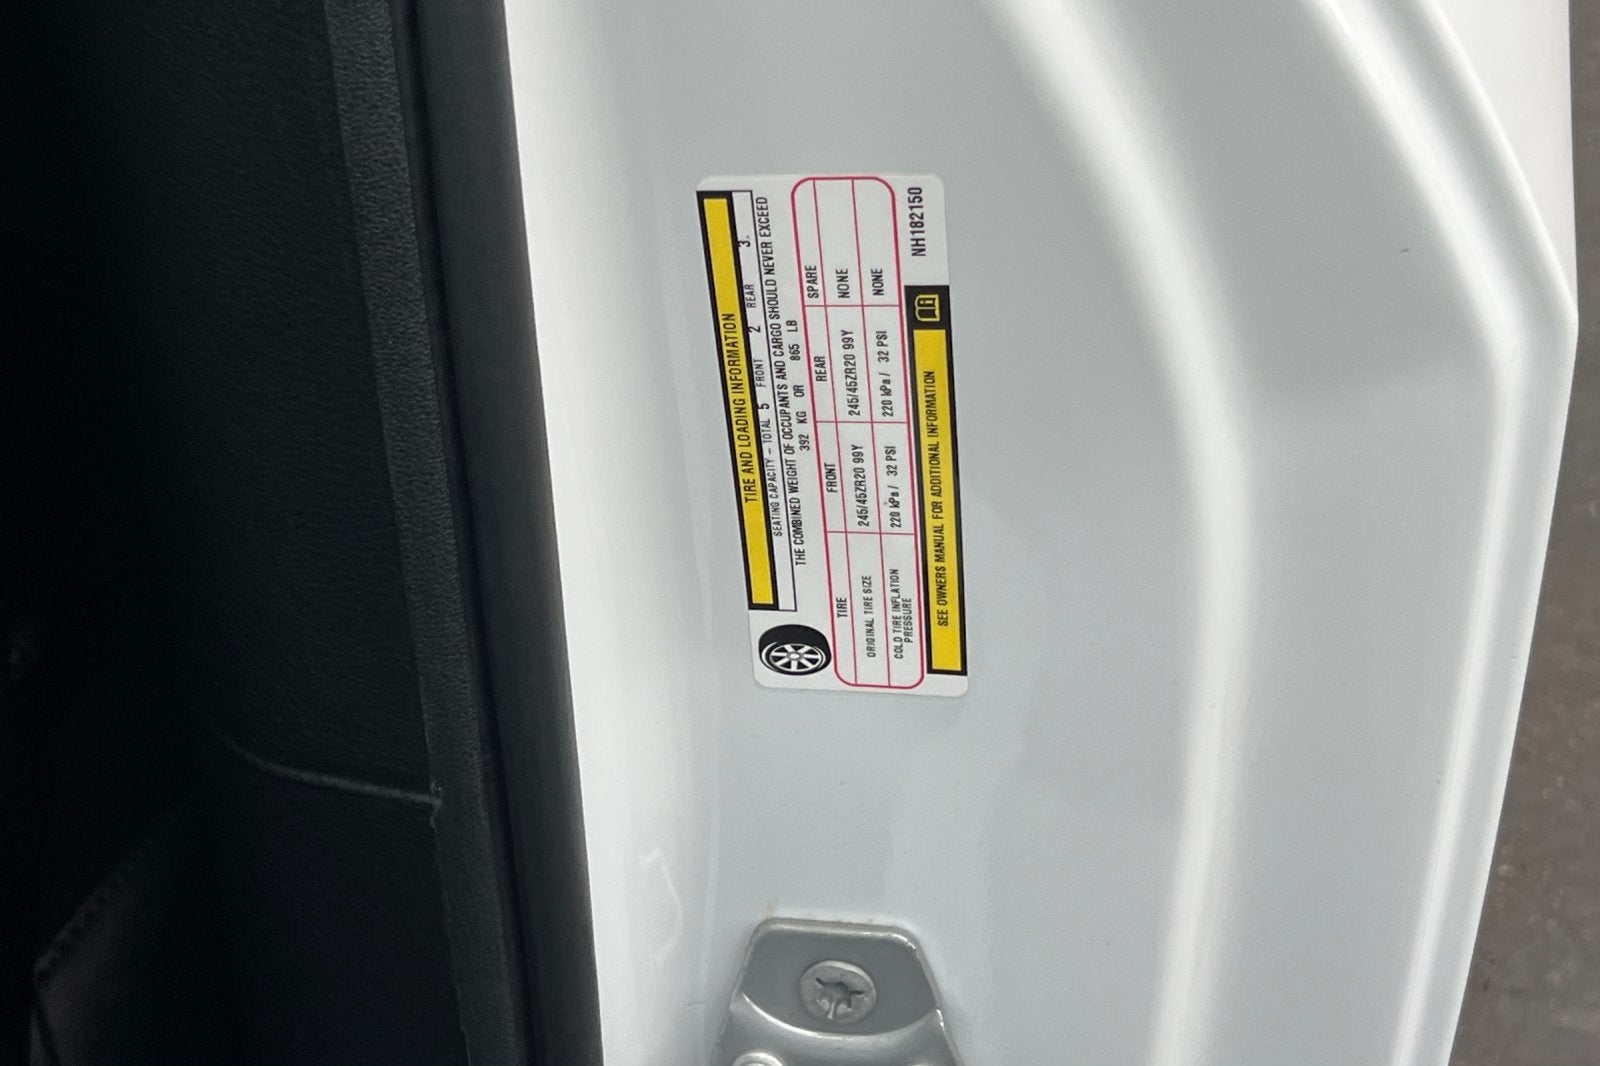 TIRE AND LOADING INFORMATION
SEATING CAPACITY – TOTAL 5 FRONT 2 REAR 3.
THE COMBINED WEIGHT OF OCCUPANTS AND CARGO SHOULD NEVER EXCEED
392 KG OR 865 LB
TIRE FRONT REAR SPARE
ORIGINAL TIRE SIZE 245/45ZR20 99Y 245/45ZR20 99Y NONE
COLD TIRE INFLATION PRESSURE 220 kPa/ 32 PSI 220 kPa/ 32 PSI NONE
SEE OWNERS MANUAL FOR ADDITIONAL INFORMATION
NH182150